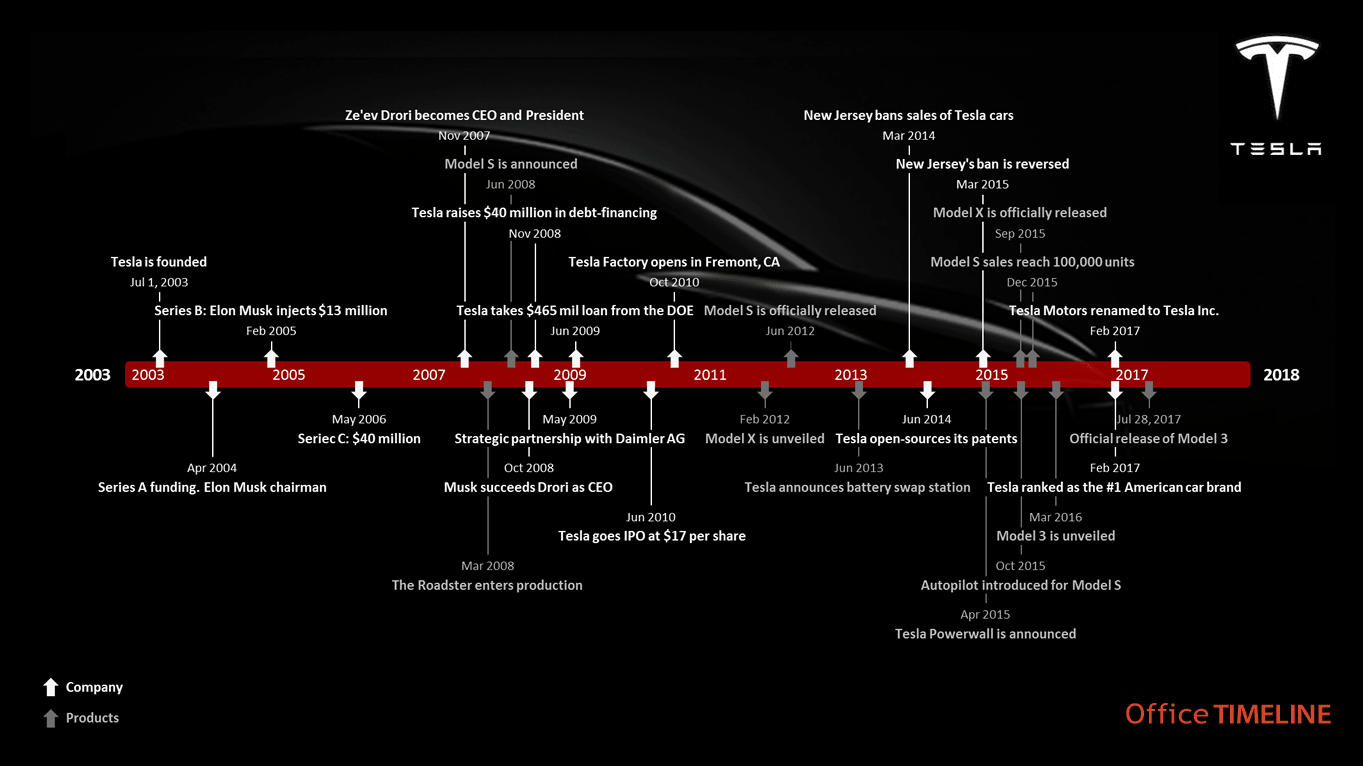 TESLA
Ze'ev Drori becomes CEO and President
Nov 2007
New Jersey bans sales of Tesla cars
Mar 2014
Model S is announced
Jun 2008
New Jersey's ban is reversed
Mar 2015
Tesla raises $40 million in debt-financing
Nov 2008
Model X is officially released
Sep 2015
Tesla is founded
Jul 1, 2003
Tesla Factory opens in Fremont, CA
Oct 2010
Model S sales reach 100,000 units
Dec 2015
Series B: Elon Musk injects $13 million
Feb 2005
Tesla takes $465 mil loan from the DOE
Jun 2009
Model S is officially released
Jun 2012
Tesla Motors renamed to Tesla Inc.
Feb 2017
2003 2003 2005 2007 2009 2011 2013 2015 2017 2018
May 2006
Seriec C: $40 million
May 2009
Strategic partnership with Daimler AG
Feb 2012
Model X is unveiled
Jun 2014
Tesla open-sources its patents
Jul 28, 2017
Official release of Model 3
Apr 2004
Series A funding. Elon Musk chairman
Oct 2008
Musk succeeds Drori as CEO
Jun 2013
Tesla announces battery swap station
Feb 2017
Tesla ranked as the #1 American car brand
Jun 2010
Tesla goes IPO at $17 per share
Mar 2016
Model 3 is unveiled
Mar 2008
The Roadster enters production
Oct 2015
Autopilot introduced for Model S
Apr 2015
Tesla Powerwall is announced
Company
Products
Office TIMELINE